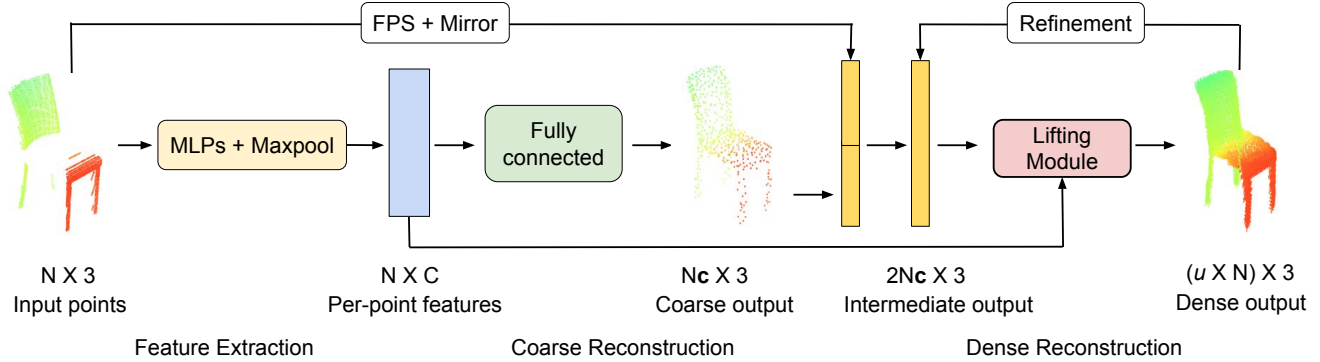 FPS + Mirror
Refinement
MLPs + Maxpool
Fully
connected
Lifting
Module
N X 3
Input points
N X C
Per-point features
Nc X 3
Coarse output
2Nc X 3
Intermediate output
(u X N) X 3
Dense output
Feature Extraction
Coarse Reconstruction
Dense Reconstruction